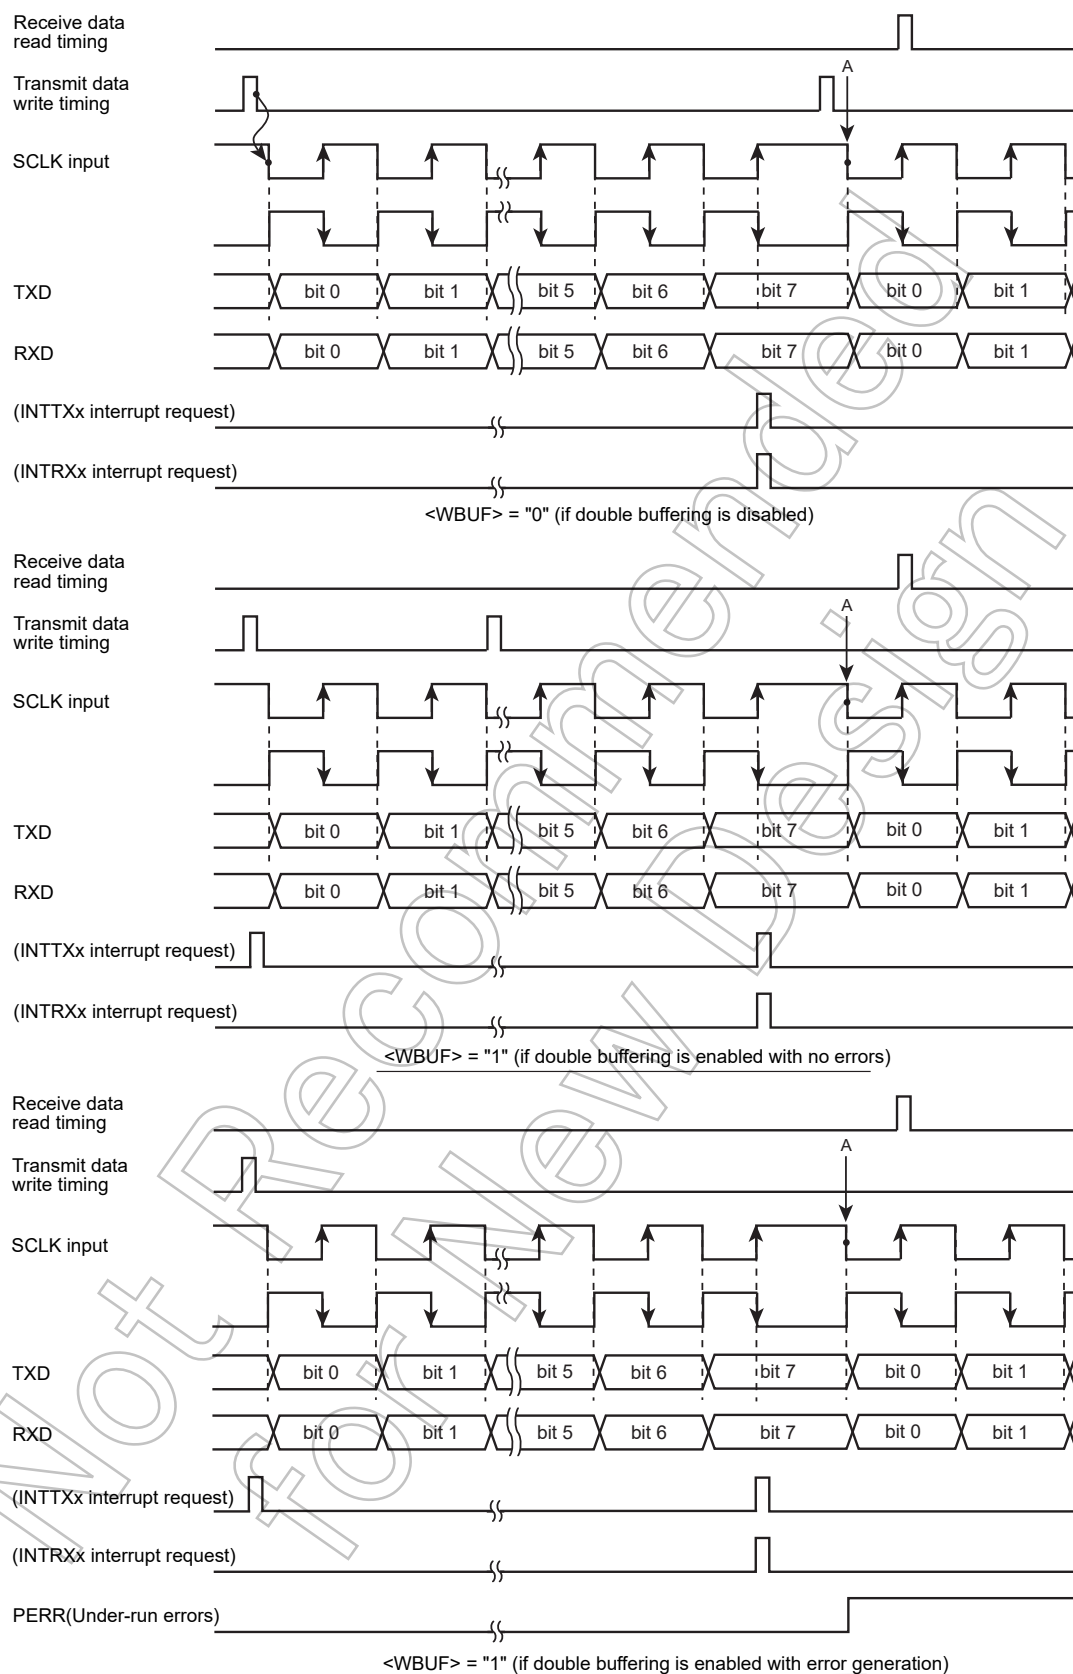 Receive data
read timing
Transmit data
write timing
A
SCLK input
TXD bit 0 bit 1 bit 5 bit 6 bit 7 bit 0 bit 1
RXD bit 0 bit 1 bit 5 bit 6 bit 7 bit 0 bit 1
(INTTXx interrupt request)
(INTRXx interrupt request)
<WBUF> = "0" (if double buffering is disabled)
Receive data
read timing
Transmit data
write timing
A
SCLK input
TXD bit 0 bit 1 bit 5 bit 6 bit 7 bit 0 bit 1
RXD bit 0 bit 1 bit 5 bit 6 bit 7 bit 0 bit 1
(INTTXx interrupt request)
(INTRXx interrupt request)
<WBUF> = "1" (if double buffering is enabled with no errors)
Receive data
read timing
Transmit data
write timing
A
SCLK input
TXD bit 0 bit 1 bit 5 bit 6 bit 7 bit 0 bit 1
RXD bit 0 bit 1 bit 5 bit 6 bit 7 bit 0 bit 1
(INTTXx interrupt request)
(INTRXx interrupt request)
PERR(Under-run errors)
<WBUF> = "1" (if double buffering is enabled with error generation)
Not Recommended
for New Design